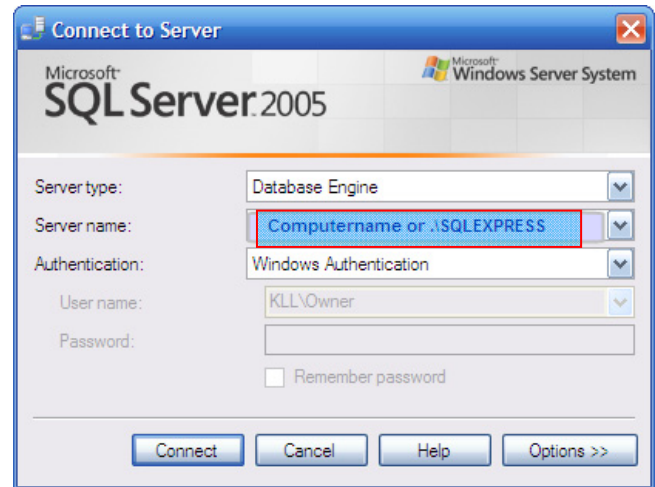 Connect to Server
Microsoft
SQL Server 2005
Microsoft
Windows Server System
Server type: Database Engine
Server name: Computername or .\SQLEXPRESS
Authentication: Windows Authentication
User name: KLL\Owner
Password:
Remember password
Connect Cancel Help Options >>